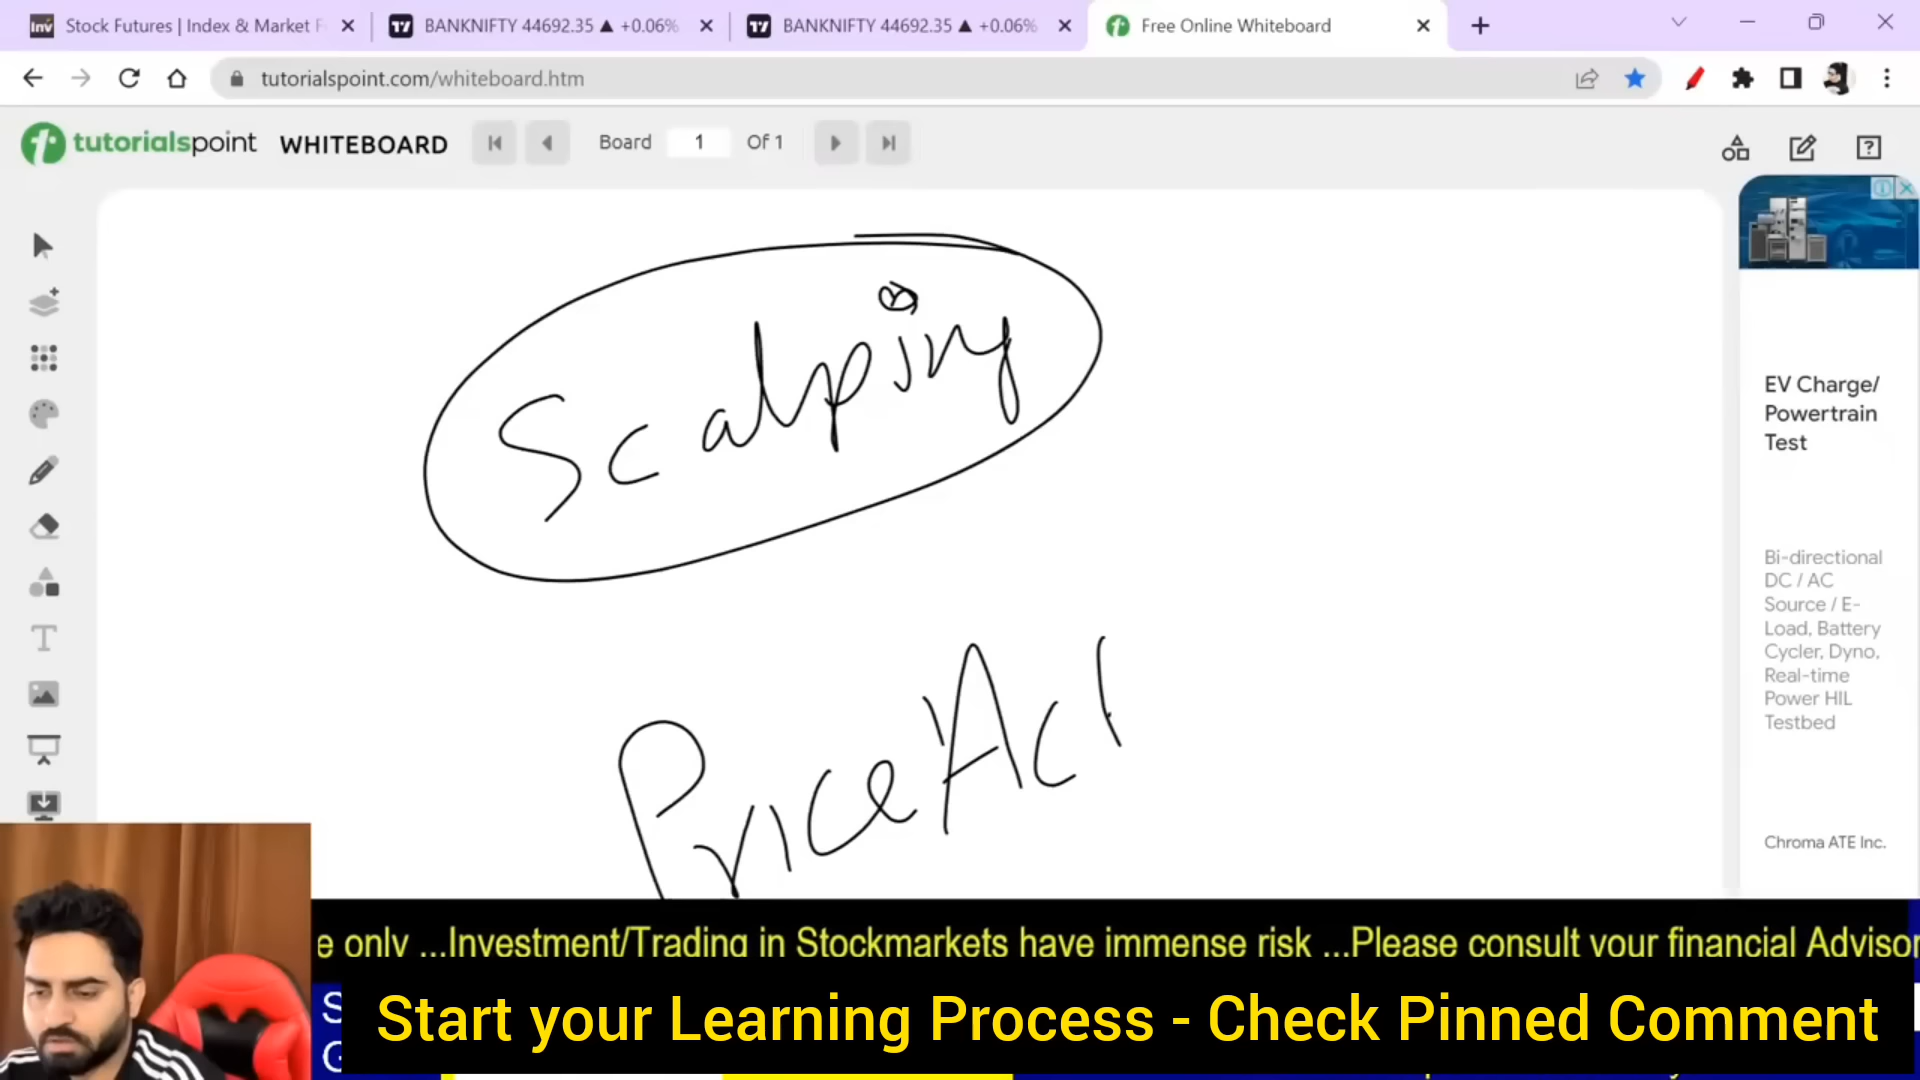 Stock Futures | Index & Market F
BANKNIFTY 44692.35 ▲ +0.06%
BANKNIFTY 44692.35 ▲ +0.06%
Free Online Whiteboard
tutorialspoint.com/whiteboard.htm
tutorialspoint WHITEBOARD
Board 1 Of 1
Scalping
EV Charge/
Powertrain
Test
Bi-directional
DC / AC
Source / E-
Load, Battery
Cycler, Dyno,
Real-time
Power HIL
Testbed
Chroma ATE Inc.
Price Act
e only ...Investment/Trading in Stockmarkets have immense risk ...Please consult your financial Advisor
Start your Learning Process - Check Pinned Comment